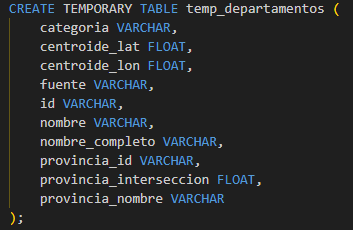 CREATE TEMPORARY TABLE temp_departamentos (
    categoria VARCHAR,
    centroide_lat FLOAT,
    centroide_lon FLOAT,
    fuente VARCHAR,
    id VARCHAR,
    nombre VARCHAR,
    nombre_completo VARCHAR,
    provincia_id VARCHAR,
    provincia_interseccion FLOAT,
    provincia_nombre VARCHAR
);